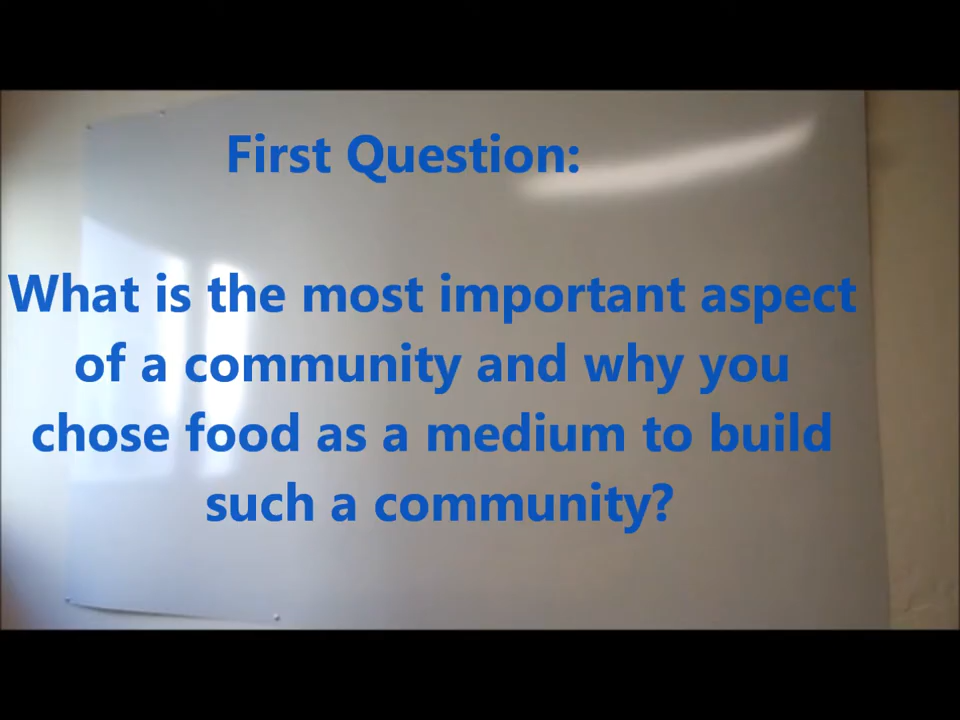 First Question:
What is the most important aspect
of a community and why you
chose food as a medium to build
such a community?